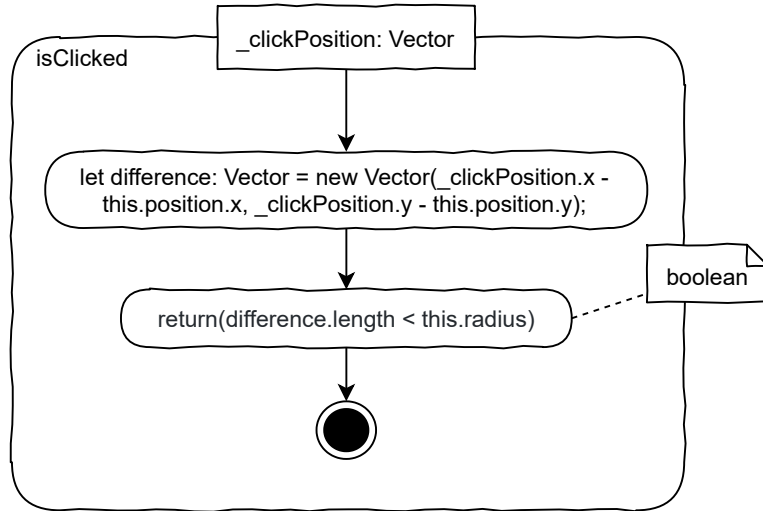 _clickPosition: Vector
isClicked
let difference: Vector = new Vector(_clickPosition.x -
this.position.x, _clickPosition.y - this.position.y);
boolean
return(difference.length < this.radius)